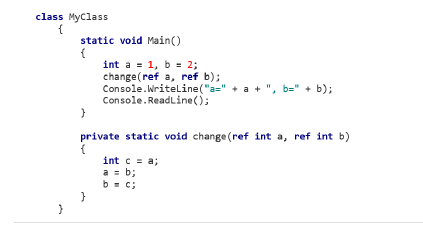 class MyClass
{
static void Main()
{
int a = 1, b = 2;
change(ref a, ref b);
Console.WriteLine("a=" + a + ", b=" + b);
Console.ReadLine();
}
private static void change(ref int a, ref int b)
{
int c = a;
a = b;
b = c;
}
}